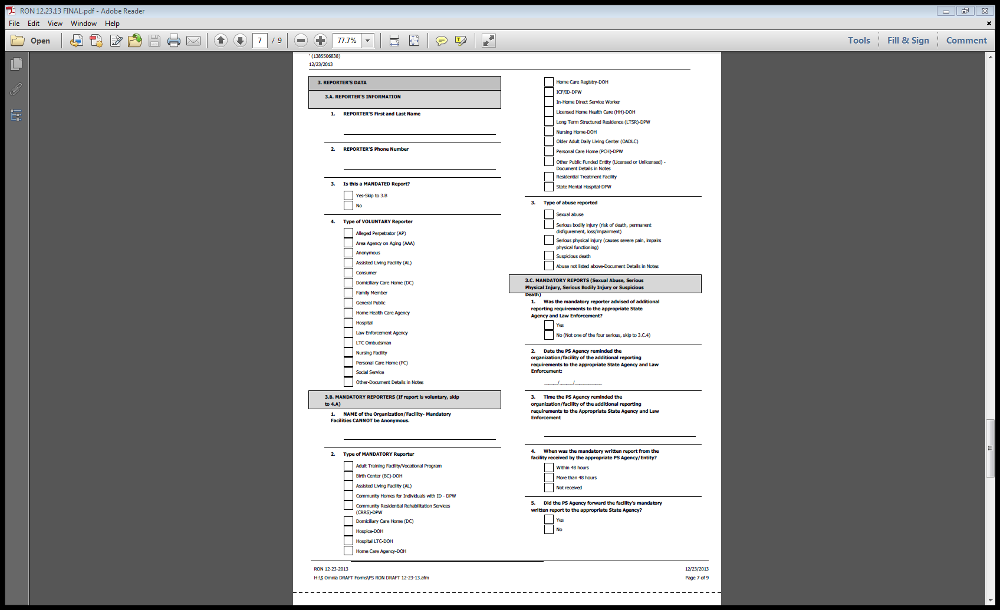 RON 12.23.13 FINAL.pdf - Adobe Reader
File Edit View Window Help
Open 7 / 9 77.7% Tools Fill & Sign Comment
' (1385506838)
12/23/2013
3. REPORTER'S DATA
3.A. REPORTER'S INFORMATION
1. REPORTER'S First and Last Name
2. REPORTER'S Phone Number
3. Is this a MANDATED Report?
Yes-Skip to 3.B
No
4. Type of VOLUNTARY Reporter
Alleged Perpetrator (AP)
Area Agency on Aging (AAA)
Anonymous
Assisted Living Facility (AL)
Consumer
Domiciliary Care Home (DC)
Family Member
General Public
Home Health Care Agency
Hospital
Law Enforcement Agency
LTC Ombudsman
Nursing Facility
Personal Care Home (PC)
Social Service
Other-Document Details in Notes
3.B. MANDATORY REPORTERS (If report is voluntary, skip
to 4.A)
1. NAME of the Organization/Facility- Mandatory
Facilities CANNOT be Anonymous.
2. Type of MANDATORY Reporter
Adult Training Facility/Vocational Program
Birth Center (BC)-DOH
Assisted Living Facility (AL)
Community Homes for Individuals with ID - DPW
Community Residential Rehabilitation Services
(CRRS)-DPW
Domiciliary Care Home (DC)
Hospice-DOH
Hospital LTC-DOH
Home Care Agency-DOH
Home Care Registry-DOH
ICF/ID-DPW
In-Home Direct Service Worker
Licensed Home Health Care (HH)-DOH
Long Term Structured Residence (LTSR)-DPW
Nursing Home-DOH
Older Adult Daily Living Center (OADLC)
Personal Care Home (PCH)-DPW
Other Public Funded Entity (Licensed or Unlicensed) -
Document Details in Notes
Residential Treatment Facility
State Mental Hospital-DPW
3. Type of abuse reported
Sexual abuse
Serious bodily injury (risk of death, permanent
disfigurement, loss/impairment)
Serious physical injury (causes severe pain, impairs
physical functioning)
Suspicious death
Abuse not listed above-Document Details in Notes
3.C. MANDATORY REPORTS (Sexual Abuse, Serious
Physical Injury, Serious Bodily Injury or Suspicious
Death)
1. Was the mandatory reporter advised of additional
reporting requirements to the appropriate State
Agency and Law Enforcement?
Yes
No (Not one of the four serious, skip to 3.C.4)
2. Date the PS Agency reminded the
organization/facility of the additional reporting
requirements to the appropriate State Agency and Law
Enforcement:
_____/_____/__________
3. Time the PS Agency reminded the
organization/facility of the additional reporting
requirements to the Appropriate State Agency and Law
Enforcement
4. When was the mandatory written report from the
facility received by the appropriate PS Agency/Entity?
Within 48 hours
More than 48 hours
Not received
5. Did the PS Agency forward the facility's mandatory
written report to the appropriate State Agency?
Yes
No
RON 12-23-2013 12/23/2013
H:\$ Omnia DRAFT Forms\PS RON DRAFT 12-23-13.afm Page 7 of 9